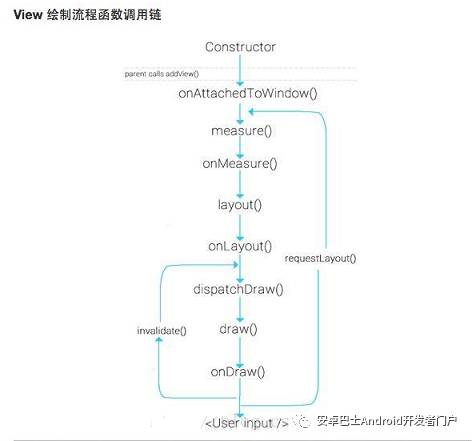 View 绘制流程函数调用链
Constructor
parent calls addView()
onAttachedToWindow()
measure()
onMeasure()
layout()
onLayout()
requestLayout()
dispatchDraw()
invalidate()
draw()
onDraw()
<User input />
安卓巴士Android开发者门户